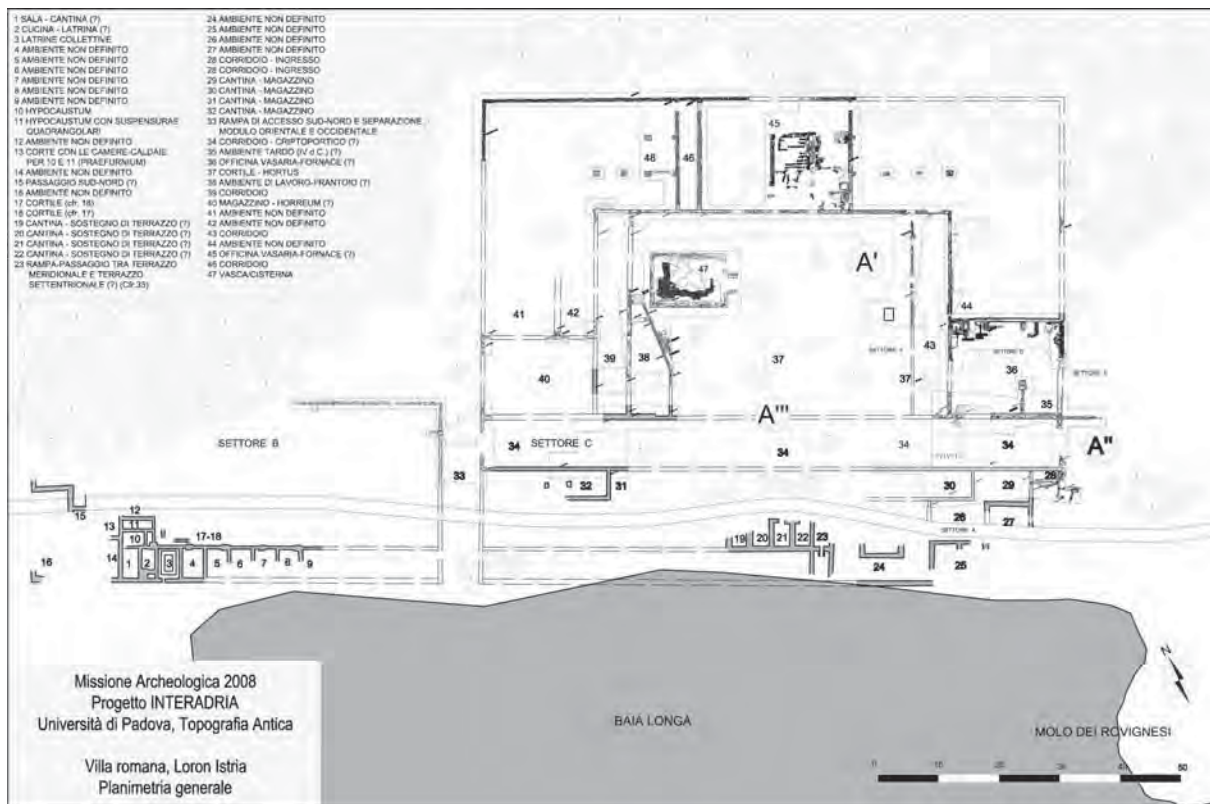 1 SALA - CANTINA (?)
2 CUCINA - LATRINA (?)
3 LATRINE COLLETTIVE
4 AMBIENTE NON DEFINITO
5 AMBIENTE NON DEFINITO
6 AMBIENTE NON DEFINITO
7 AMBIENTE NON DEFINITO
8 AMBIENTE NON DEFINITO
9 AMBIENTE NON DEFINITO
10 HYPOCAUSTUM
11 HYPOCAUSTUM CON SUSPENSURAE
QUADRANGOLARI
12 AMBIENTE NON DEFINITO
13 CORTE CON LE CAMERE-CALDAIE
PER 10 E 11 (PRAEFURNIUM)
14 AMBIENTE NON DEFINITO
15 PASSAGGIO SUD-NORD (?)
16 AMBIENTE NON DEFINITO
17 CORTILE (cfr. 18)
18 CORTILE (cfr. 17)
19 CANTINA - SOSTEGNO DI TERRAZZO (?)
20 CANTINA - SOSTEGNO DI TERRAZZO (?)
21 CANTINA - SOSTEGNO DI TERRAZZO (?)
22 CANTINA - SOSTEGNO DI TERRAZZO (?)
23 RAMPA-PASSAGGIO TRA TERRAZZO
MERIDIONALE E TERRAZZO
SETTENTRIONALE (?) (Cfr.33)
24 AMBIENTE NON DEFINITO
25 AMBIENTE NON DEFINITO
26 AMBIENTE NON DEFINITO
27 AMBIENTE NON DEFINITO
28 CORRIDOIO - INGRESSO
28 CORRIDOIO - INGRESSO
29 CANTINA - MAGAZZINO
30 CANTINA - MAGAZZINO
31 CANTINA - MAGAZZINO
32 CANTINA - MAGAZZINO
33 RAMPA DI ACCESSO SUD-NORD E SEPARAZIONE
MODULO ORIENTALE E OCCIDENTALE
34 CORRIDOIO - CRIPTOPORTICO (?)
35 AMBIENTE TARDO (IV d.C.) (?)
36 OFFICINA VASARIA-FORNACE (?)
37 CORTILE - HORTUS
38 AMBIENTE DI LAVORO-FRANTOIO (?)
39 CORRIDOIO
40 MAGAZZINO - HORREUM (?)
41 AMBIENTE NON DEFINITO
42 AMBIENTE NON DEFINITO
43 CORRIDOIO
44 AMBIENTE NON DEFINITO
45 OFFICINA VASARIA-FORNACE (?)
46 CORRIDOIO
47 VASCA/CISTERNA
45
46 46
47
A'
44
41 42
43
39 38
37
36
SETTORE D
40
37
35
A'''
SETTORE B
34 SETTORE C
34
34
34
A"
33
32 31
30 29 28
26 27
SETTORE A
15
12
11
13 10
17-18
16 14 1 2 3 4 5 6 7 8 9
19 20 21 22 23
24
25
N
Missione Archeologica 2008
Progetto INTERADRIA
Università di Padova, Topografia Antica
Villa romana, Loron Istria
Planimetria generale
BAIA LONGA
MOLO DEI ROVIGNESI
0 10 20 30 40 50